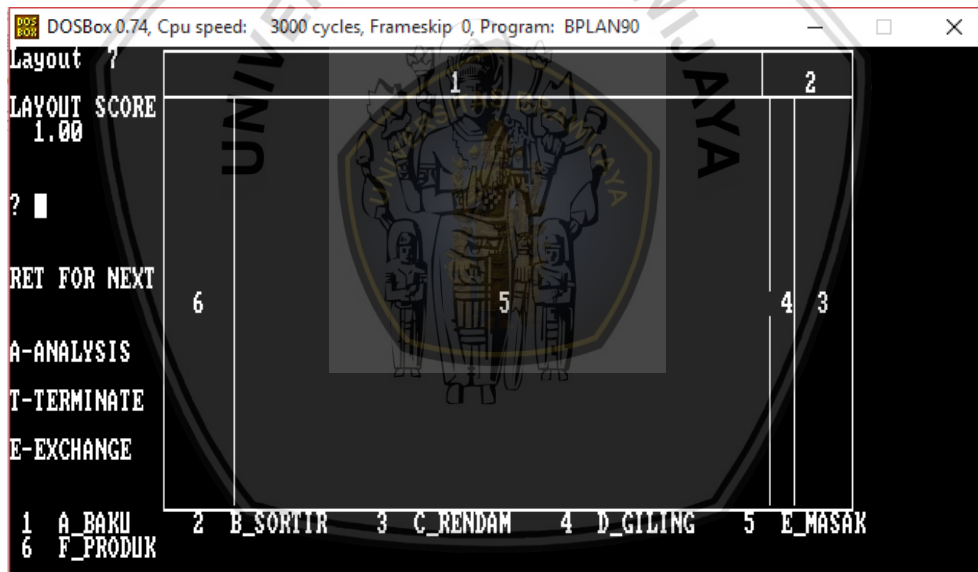 DOSBox 0.74, Cpu speed: 3000 cycles, Frameskip 0, Program: BPLAN90
Layout 7
1 2
LAYOUT SCORE
1.00
?
RET FOR NEXT
6 5 4 3
A-ANALYSIS
T-TERMINATE
E-EXCHANGE
1 A_BAKU 2 B_SORTIR 3 C_RENDAM 4 D_GILING 5 E_MASAK
6 F_PRODUK